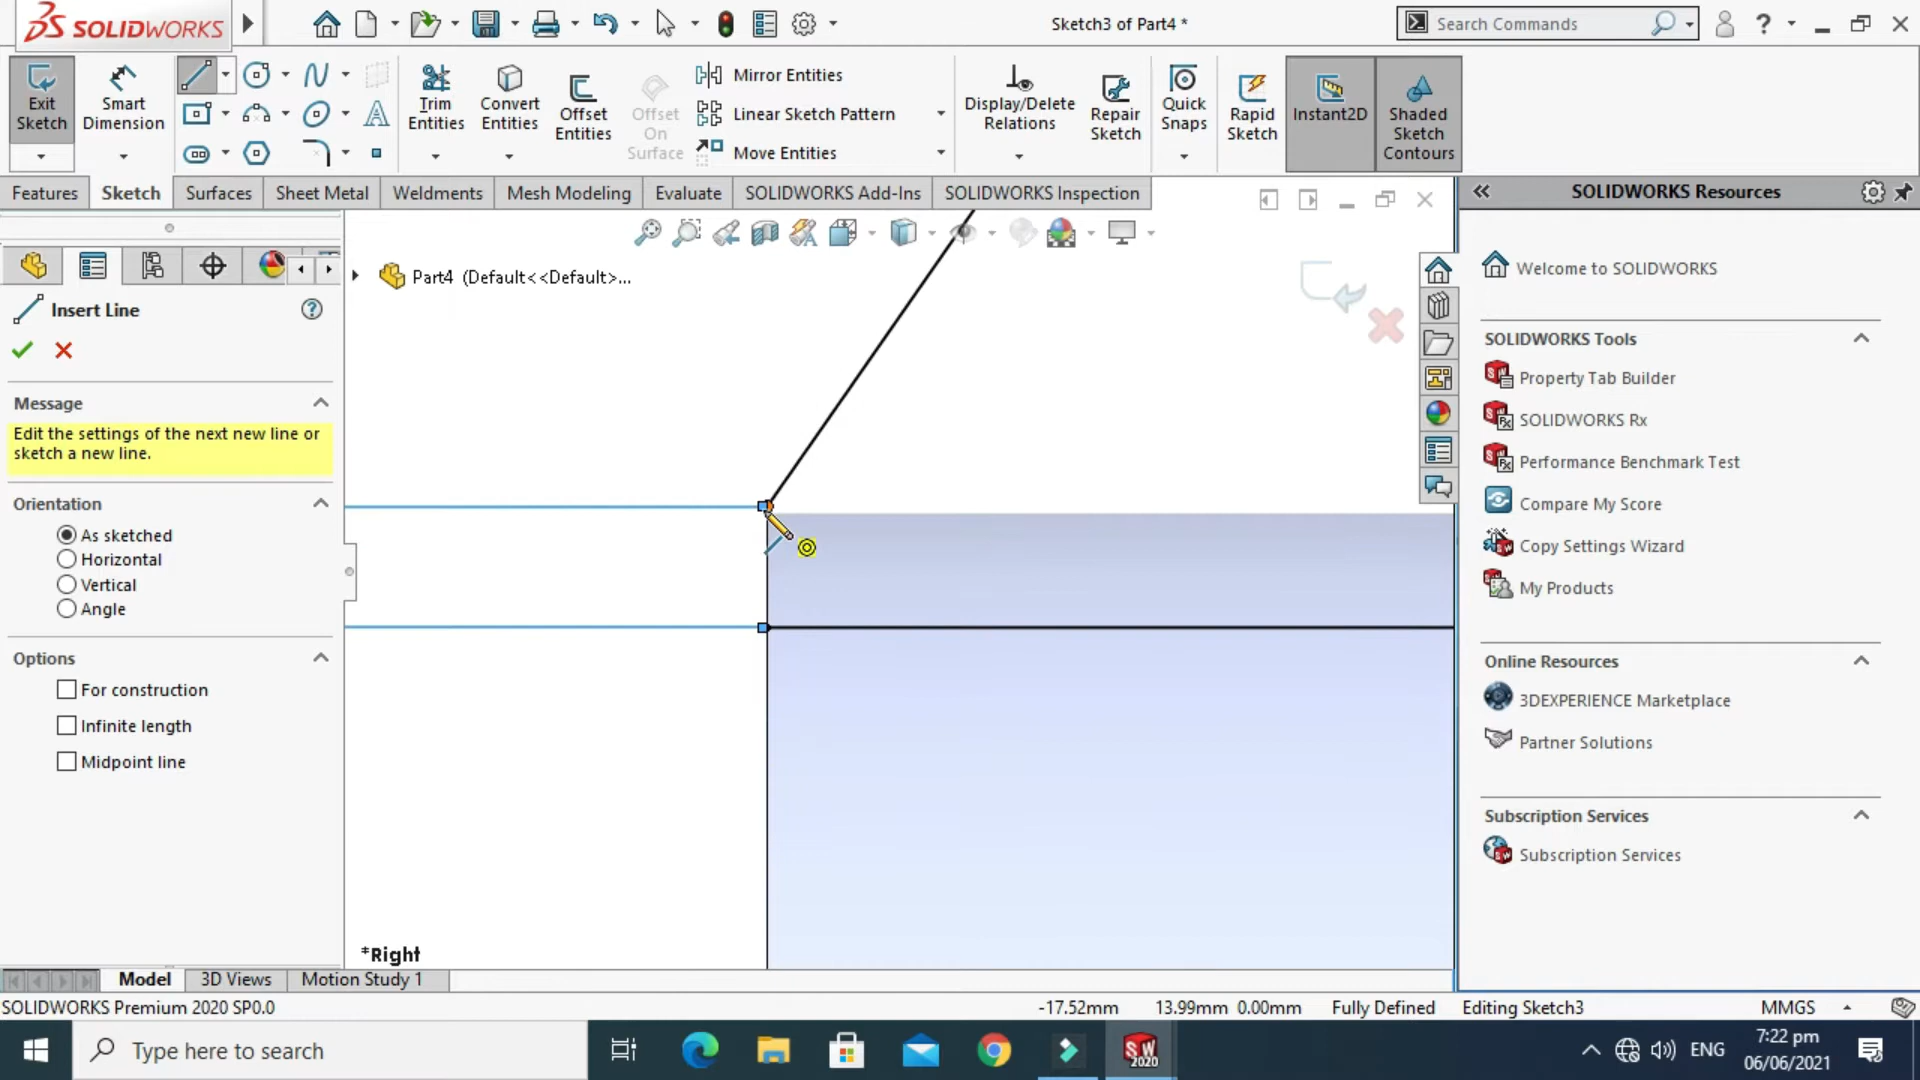 SOLIDWORKS
Sketch3 of Part4 *
Search Commands
Exit Sketch
Smart Dimension
Trim Entities
Convert Entities
Offset Entities
Offset On Surface
Mirror Entities
Linear Sketch Pattern
Move Entities
Display/Delete Relations
Repair Sketch
Quick Snaps
Rapid Sketch
Instant2D
Shaded Sketch Contours
Features
Sketch
Surfaces
Sheet Metal
Weldments
Mesh Modeling
Evaluate
SOLIDWORKS Add-Ins
SOLIDWORKS Inspection
SOLIDWORKS Resources
Part4 (Default<<Default>...
Insert Line
Message
Edit the settings of the next new line or
sketch a new line.
Orientation
As sketched
Horizontal
Vertical
Angle
Options
For construction
Infinite length
Midpoint line
*Right
Welcome to SOLIDWORKS
SOLIDWORKS Tools
Property Tab Builder
SOLIDWORKS Rx
Performance Benchmark Test
Compare My Score
Copy Settings Wizard
My Products
Online Resources
3DEXPERIENCE Marketplace
Partner Solutions
Subscription Services
Subscription Services
Model
3D Views
Motion Study 1
SOLIDWORKS Premium 2020 SP0.0
-17.52mm
13.99mm 0.00mm
Fully Defined
Editing Sketch3
MMGS
Type here to search
SW
2020
ENG
7:22 pm
06/06/2021